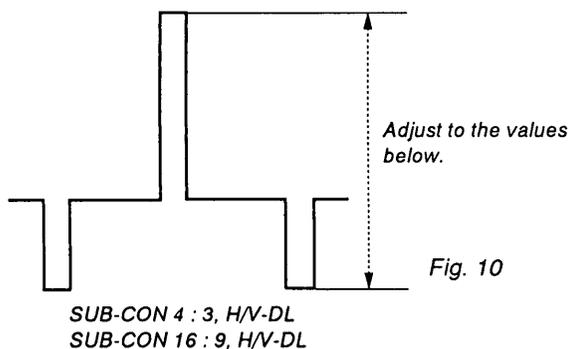 Adjust to the values
below.
Fig. 10
SUB-CON 4 : 3, H/V-DL
SUB-CON 16 : 9, H/V-DL